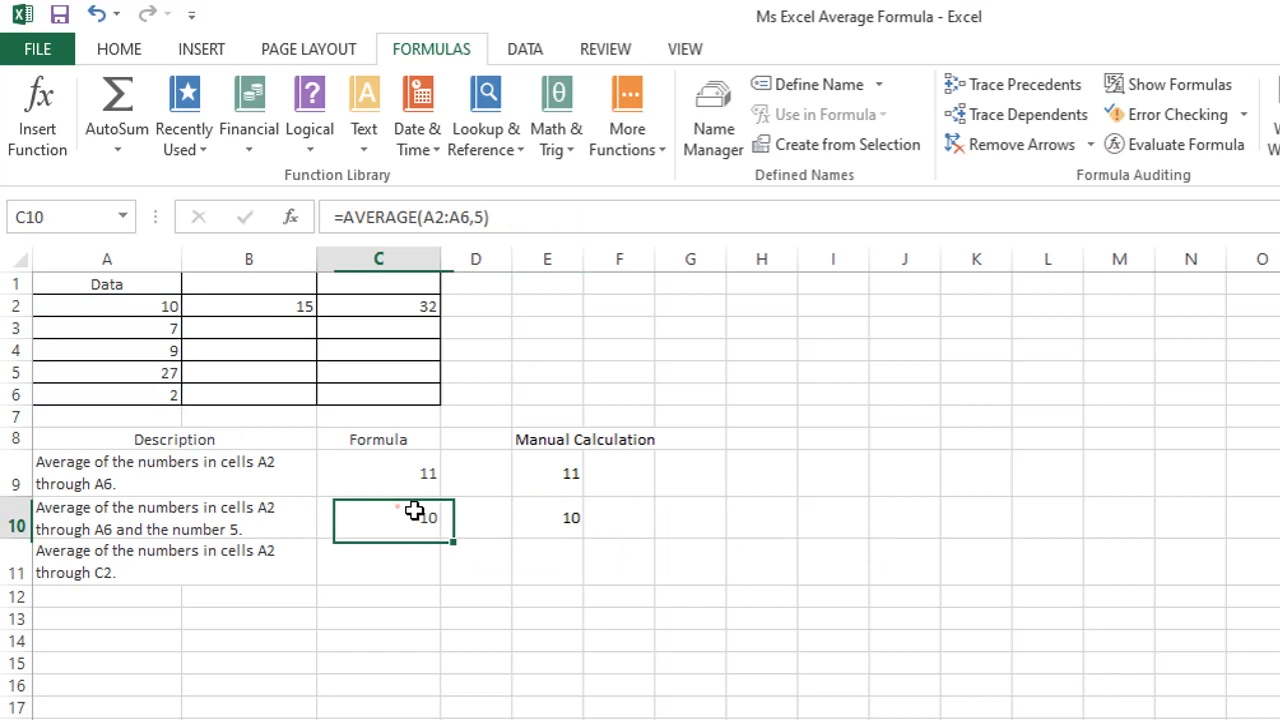 Ms Excel Average Formula - Excel
FILE HOME INSERT PAGE LAYOUT FORMULAS DATA REVIEW VIEW
fx Σ ? A θ
Insert Function
AutoSum
Recently Used
Financial
Logical
Text
Date & Time
Lookup & Reference
Math & Trig
More Functions
Function Library
Name Manager
Define Name
Use in Formula
Create from Selection
Defined Names
Trace Precedents
Trace Dependents
Remove Arrows
Show Formulas
Error Checking
Evaluate Formula
Formula Auditing
C10 fx =AVERAGE(A2:A6,5)
A B C D E F G H I J K L M N O
1 Data
2 10 15 32
3 7
4 9
5 27
6 2
7
8 Description Formula Manual Calculation
Average of the numbers in cells A2
9 through A6. 11 11
Average of the numbers in cells A2
10 through A6 and the number 5. 10 10
Average of the numbers in cells A2
11 through C2.
12
13
14
15
16
17